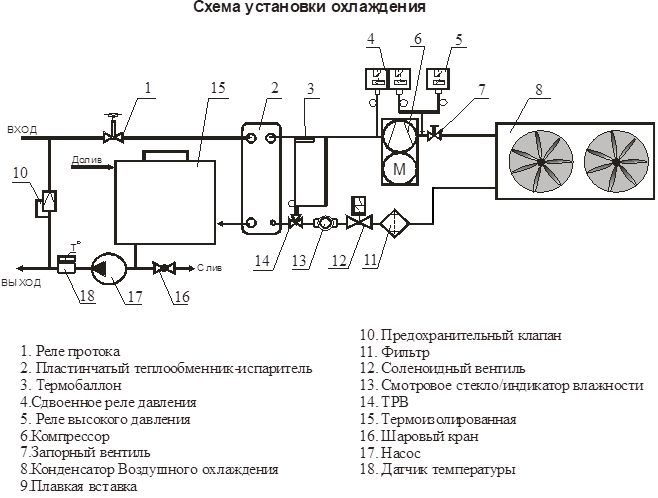 Схема установки охлаждения
4
6
5
1
15
2
3
7
8
ВХОД
Долив
М
10
T°
14
13
12
11
Слив
ВЫХОД
18
17
16
1. Реле протока
2. Пластинчатый теплообменник-испаритель
3. Термобаллон
4.Сдвоенное реле давления
5. Реле высокого давления
6.Компрессор
7.Запорный вентиль
8.Конденсатор Воздушного охлаждения
9.Плавкая вставка
10. Предохранительный клапан
11. Фильтр
12. Соленоидный вентиль
13. Смотровое стекло/индикатор влажности
14. ТРВ
15. Термоизолированная
16. Шаровый кран
17. Насос
18. Датчик температуры